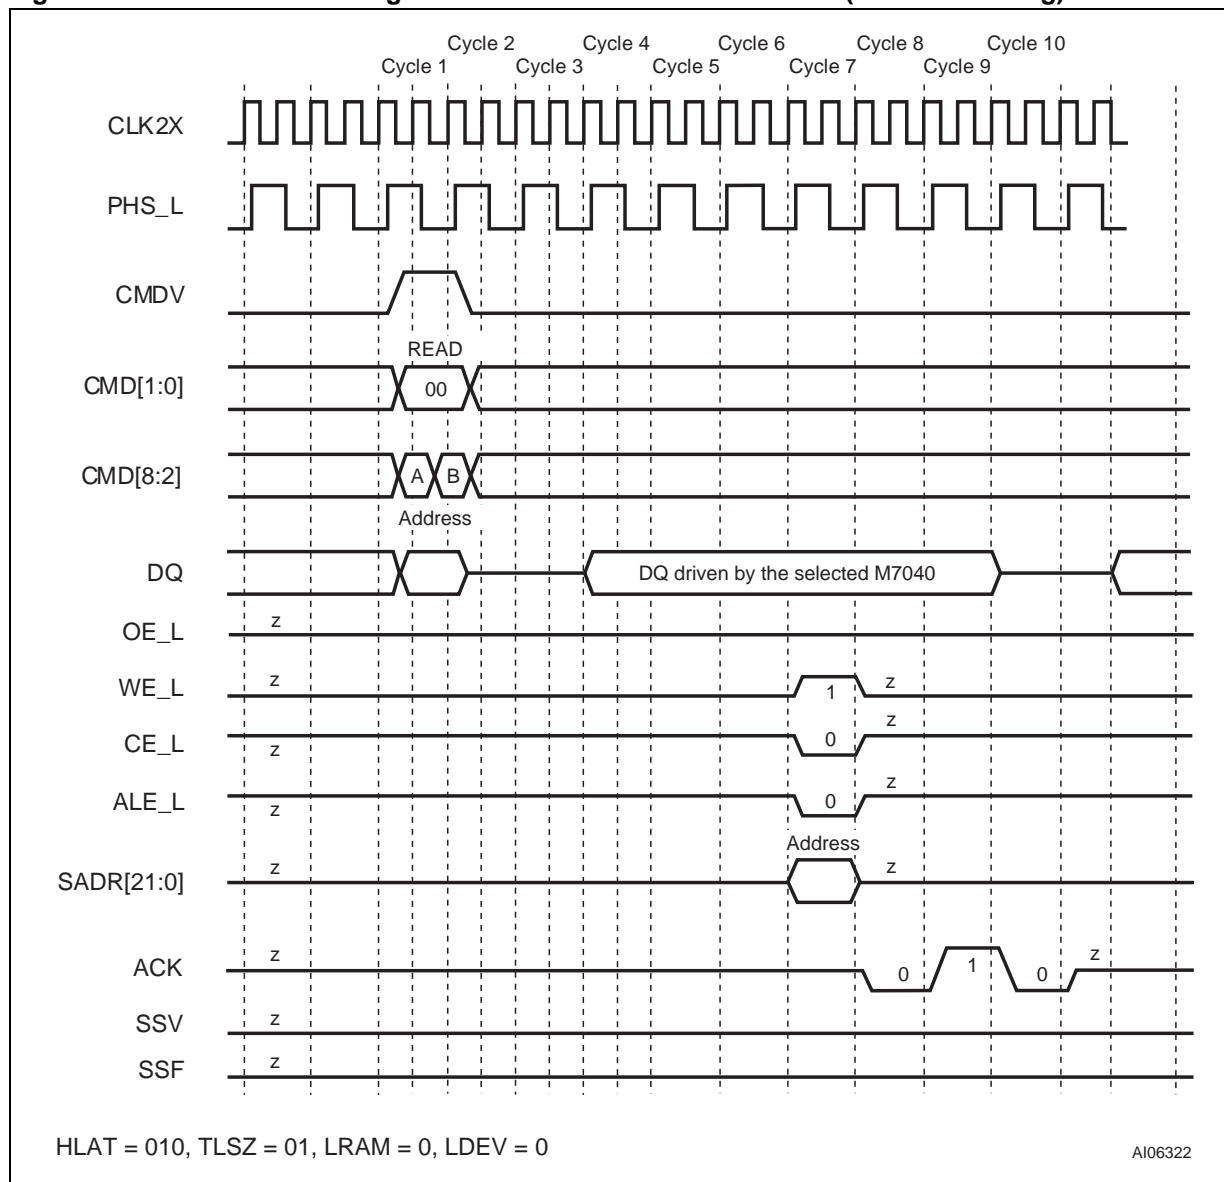 Cycle 2 Cycle 4 Cycle 6 Cycle 8 Cycle 10
Cycle 1 Cycle 3 Cycle 5 Cycle 7 Cycle 9
CLK2X
PHS_L
CMDV
READ
CMD[1:0] 00
CMD[8:2] A B
Address
DQ DQ driven by the selected M7040
OE_L z
WE_L z 1 z
CE_L z 0 z
ALE_L z 0 z
Address
SADR[21:0] z z
ACK z 0 1 0 z
SSV z
SSF z
HLAT = 010, TLSZ = 01, LRAM = 0, LDEV = 0
AI06322